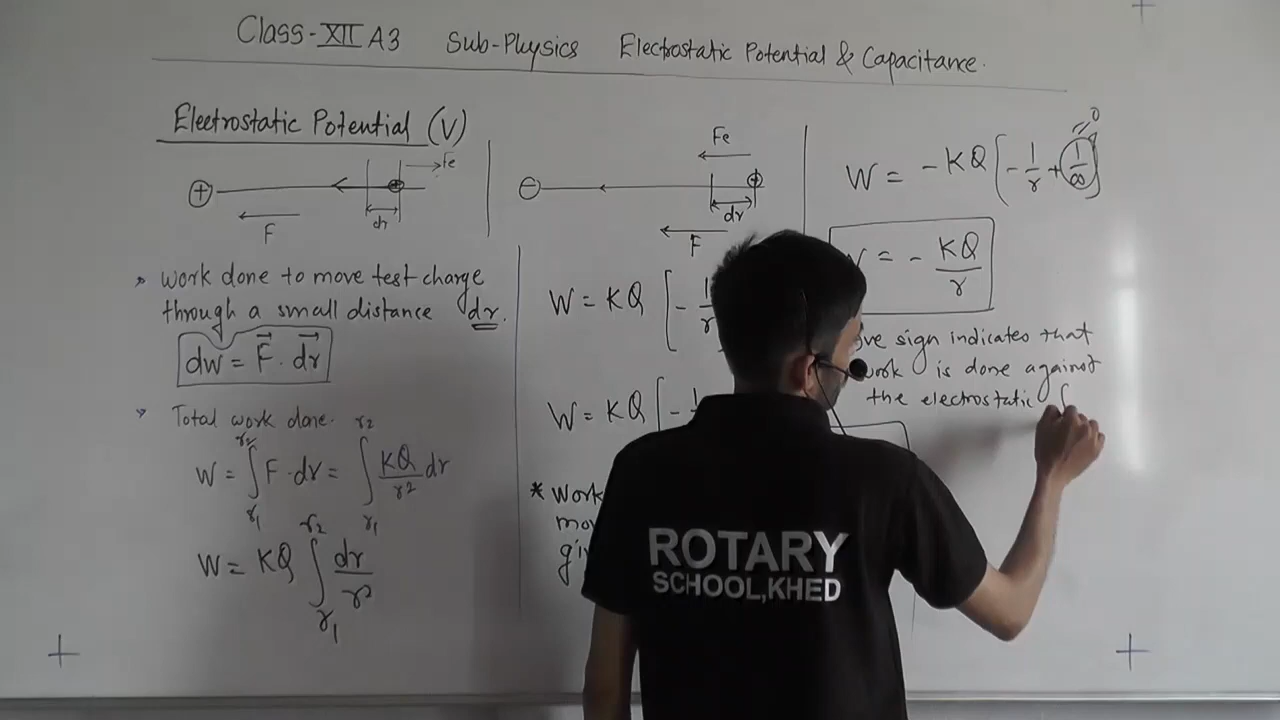 Class-XII A3 Sub-Physics Electrostatic Potential & Capacitance.
Electrostatic Potential (V)
Fe
dr
F
• work done to move test charge
through a small distance dr.
dw = F⃗ · dr⃗
• Total work done.
W = ∫ r₁ r₂ F·dr = ∫ r₁ r₂ KQ/r² dr
W = KQ ∫ r₁ r₂ dr/r²
Fe
dr
F
W = KQ [ - 1/r
W = KQ [ - 1
* Work
W = - KQ [ - 1/r + 1/∞ ] 0
= - KQ/r
ve sign indicates that
work is done against
the electrostatic
ROTARY
SCHOOL,KHED